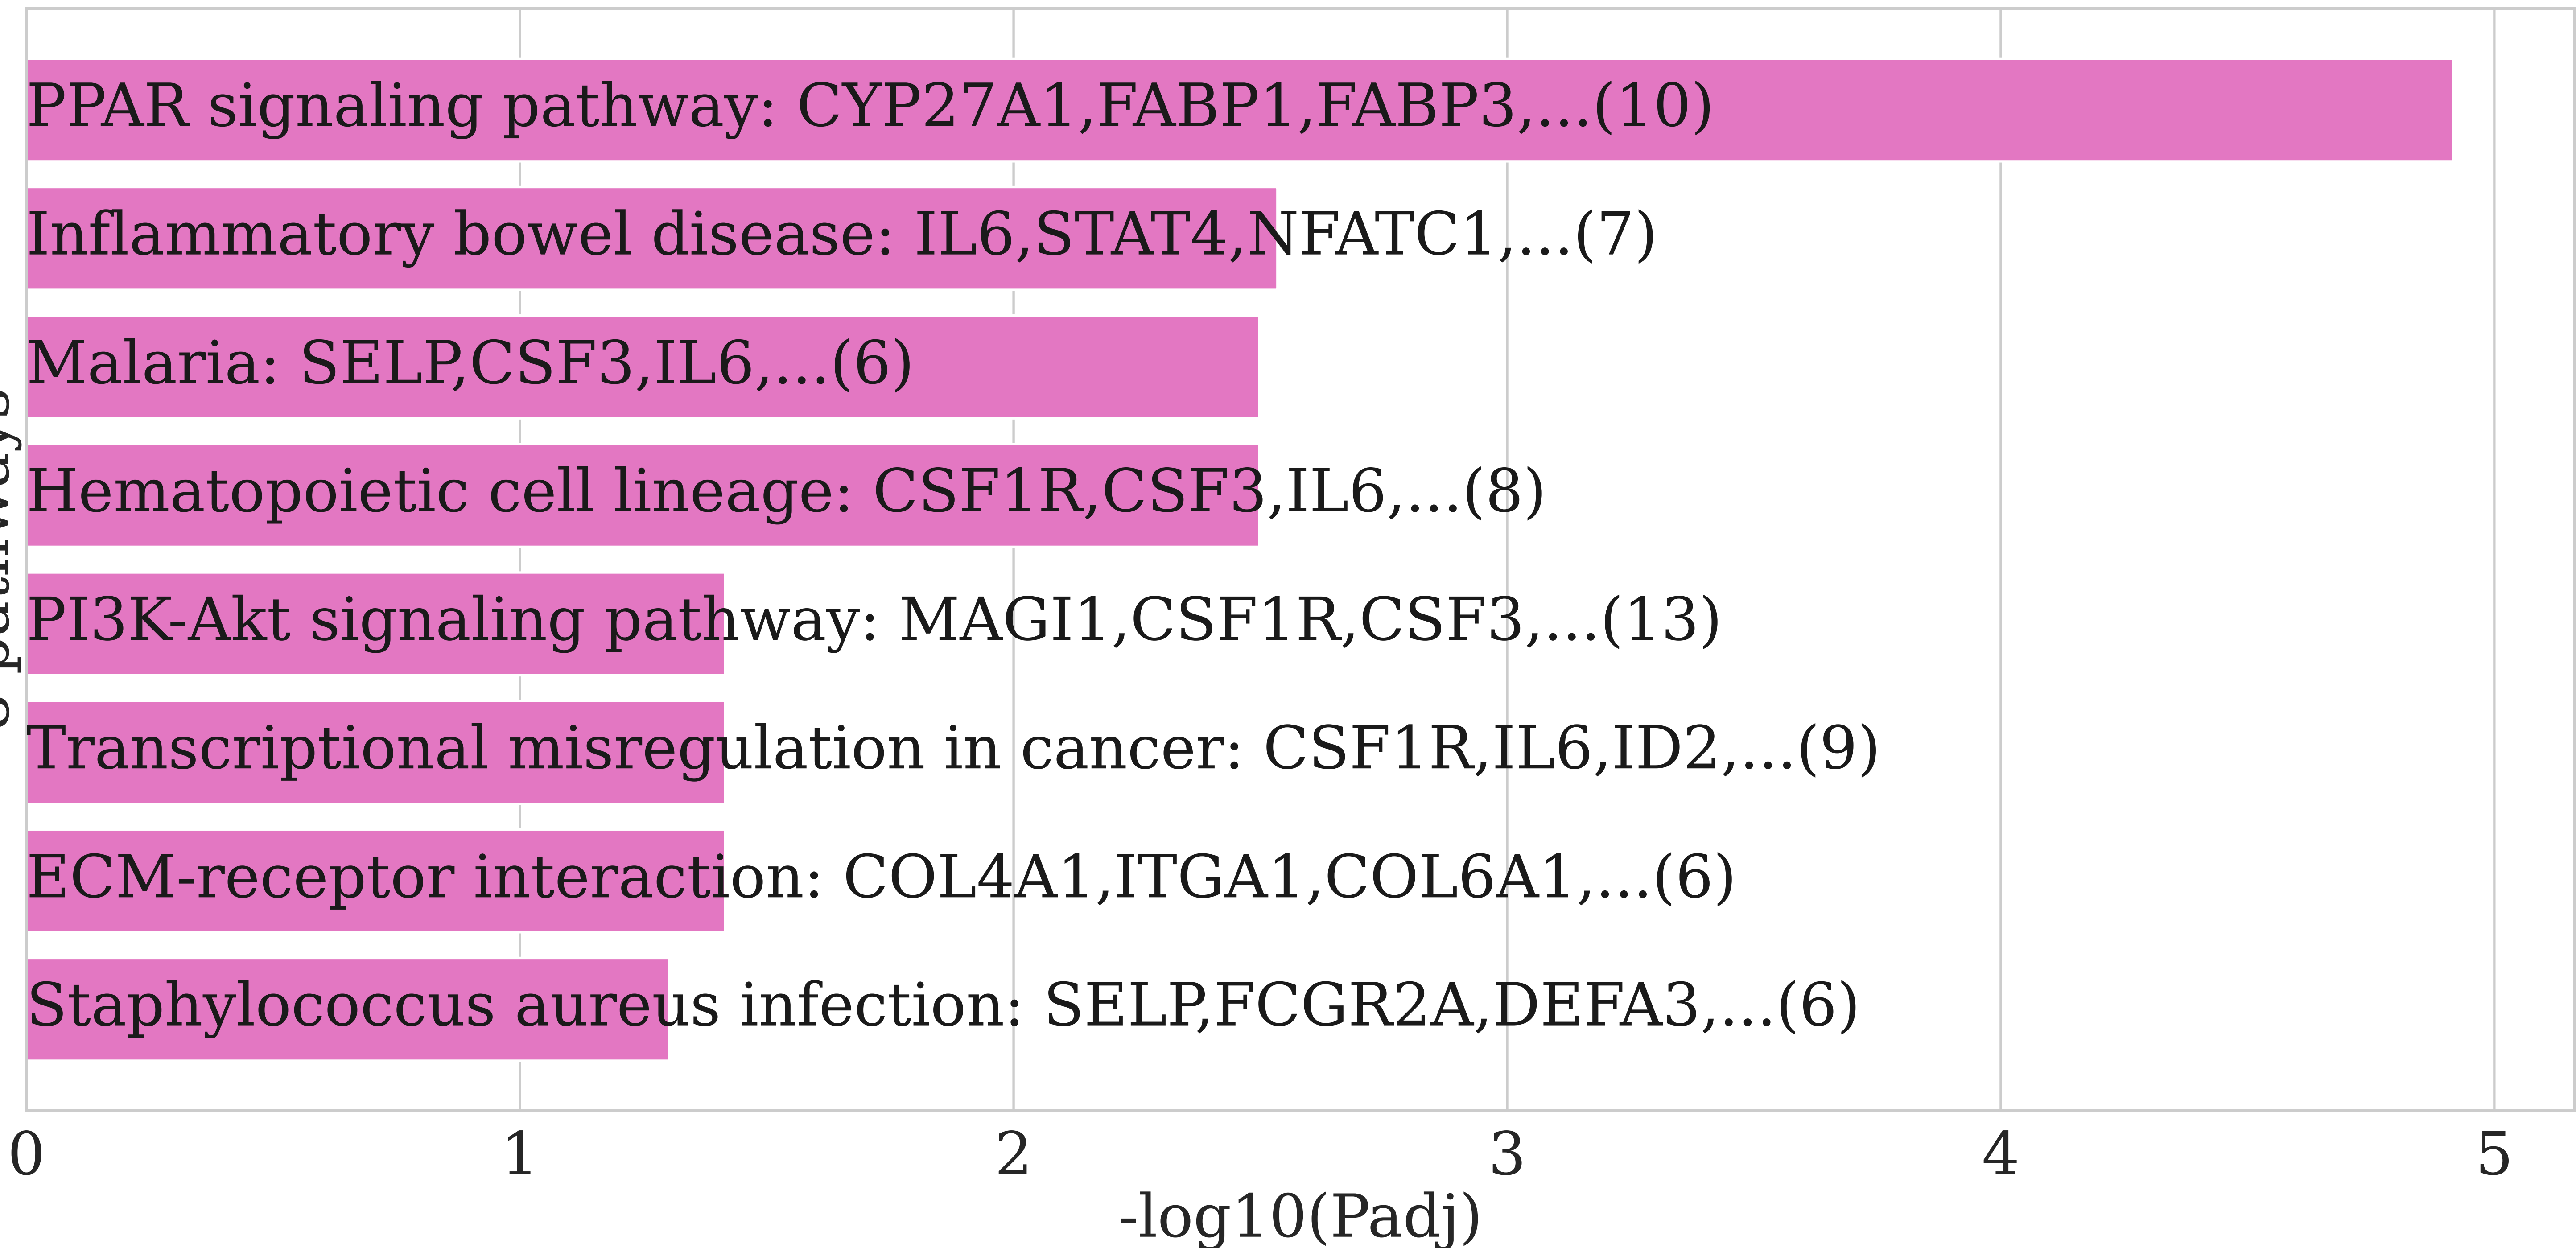 PPAR signaling pathway: CYP27A1,FABP1,FABP3,...(10)
Inflammatory bowel disease: IL6,STAT4,NFATC1,...(7)
Malaria: SELP,CSF3,IL6,...(6)
Hematopoietic cell lineage: CSF1R,CSF3,IL6,...(8)
PI3K-Akt signaling pathway: MAGI1,CSF1R,CSF3,...(13)
Transcriptional misregulation in cancer: CSF1R,IL6,ID2,...(9)
ECM-receptor interaction: COL4A1,ITGA1,COL6A1,...(6)
Staphylococcus aureus infection: SELP,FCGR2A,DEFA3,...(6)
0 1 2 3 4 5
-log10(Padj)